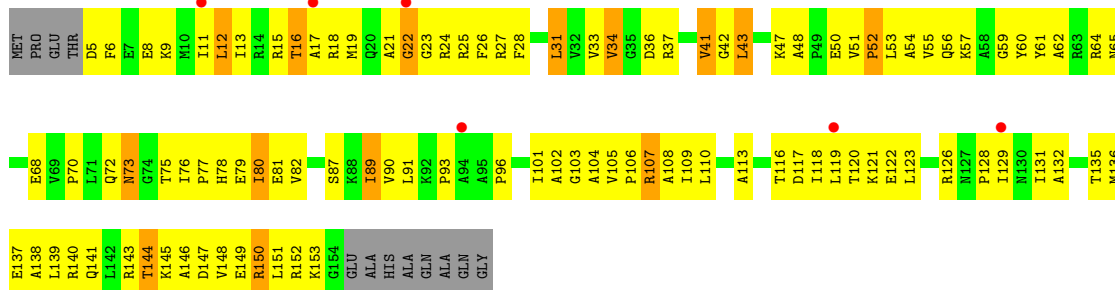 MET PRO GLU THR D5 F6 E7 E8 K9 M10 I11 L12 I13 R14 R15 T16 A17 R18 M19 Q20 A21 G22 G23 R24 R25 F26 R27 F28 L31 V32 V33 V34 G35 D36 R37 V41 G42 L43 K47 A48 P49 E50 V51 P52 L53 A54 V55 Q56 K57 A58 G59 Y60 Y61 A62 R63 R64 N65
E68 V69 P70 L71 Q72 N73 G74 T75 I76 P77 H78 E79 I80 E81 V82 S87 K88 I89 V90 L91 K92 P93 A94 A95 P96 I101 A102 G103 A104 V105 P106 R107 A108 I109 L110 A113 T116 D117 I118 L119 T120 K121 E122 L123 R126 N127 P128 I129 N130 I131 A132 T135 M136
E137 A138 L139 R140 Q141 L142 R143 T144 K145 A146 D147 V148 E149 R150 L151 R152 K153 G154 GLU ALA HIS ALA GLN ALA GLN GLY